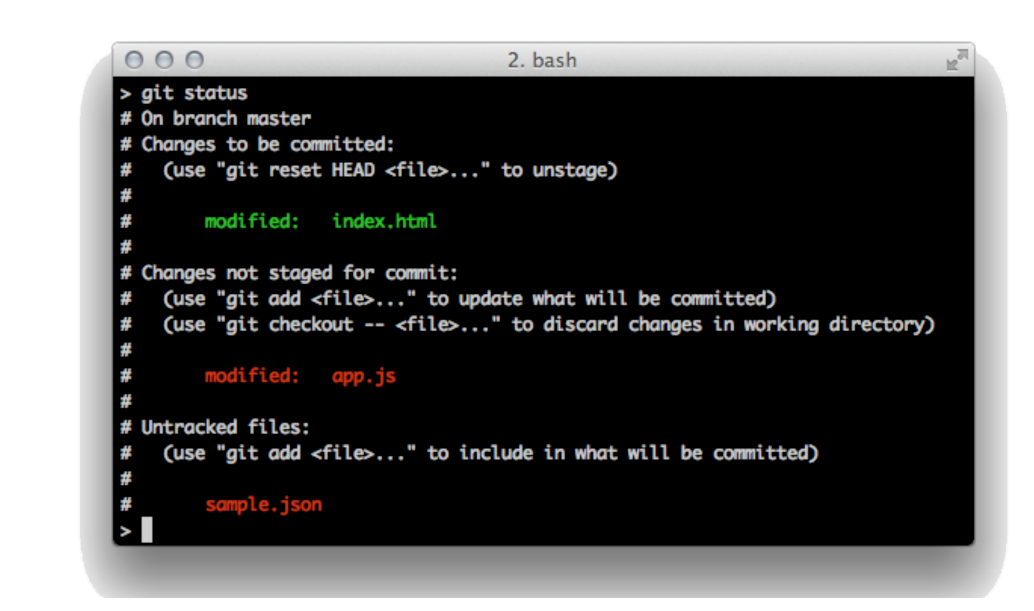 2. bash
> git status
# On branch master
# Changes to be committed:
#   (use "git reset HEAD <file>..." to unstage)
#
#       modified:   index.html
#
# Changes not staged for commit:
#   (use "git add <file>..." to update what will be committed)
#   (use "git checkout -- <file>..." to discard changes in working directory)
#
#       modified:   app.js
#
# Untracked files:
#   (use "git add <file>..." to include in what will be committed)
#
#       sample.json
>